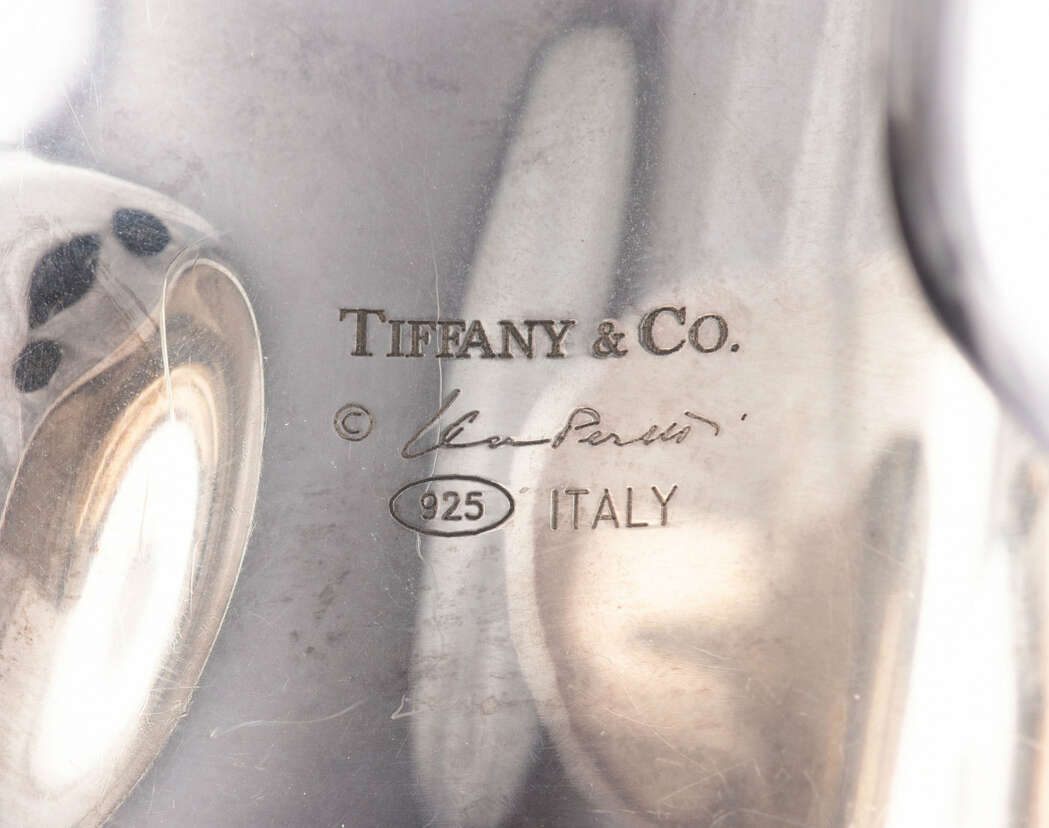 TIFFANY & CO.
© Elsa Peretti
925 ITALY